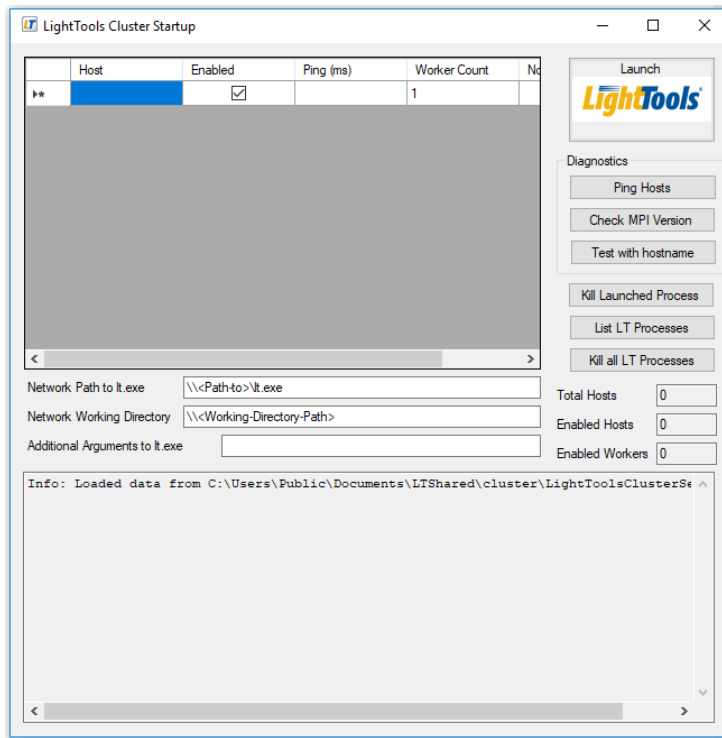 LightTools Cluster Startup
Host Enabled Ping (ms) Worker Count
1
Launch
LightTools
Diagnostics
Ping Hosts
Check MPI Version
Test with hostname
Kill Launched Process
List LT Processes
Kill all LT Processes
Network Path to lt.exe \\<Path-to>\lt.exe
Network Working Directory \\<Working-Directory-Path>
Additional Arguments to lt.exe
Total Hosts 0
Enabled Hosts 0
Enabled Workers 0
Info: Loaded data from C:\Users\Public\Documents\LTShared\cluster\LightToolsClusterSe